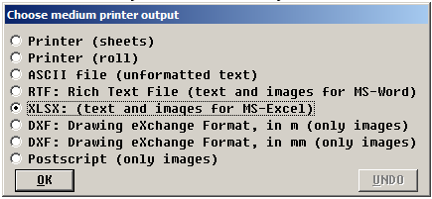 Choose medium printer output
Printer (sheets)
Printer (roll)
ASCII file (unformatted text)
RTF: Rich Text File (text and images for MS-Word)
XLSX: (text and images for MS-Excel)
DXF: Drawing eXchange Format, in m (only images)
DXF: Drawing eXchange Format, in mm (only images)
Postscript (only images)
OK UNDO